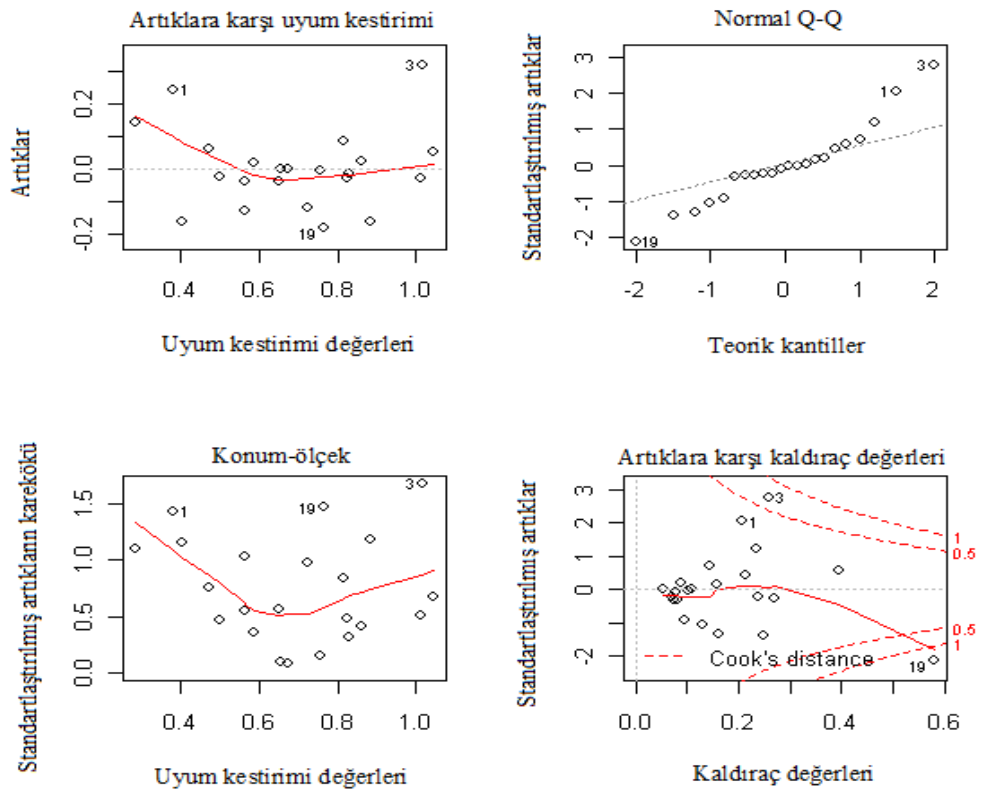 Artıklara karşı uyum kestirimi
Artıklar
0.2
0.0
-0.2
3
1
19
0.4 0.6 0.8 1.0
Uyum kestirimi değerleri
Normal Q-Q
Standartlaştırılmış artıklar
3
2
1
0
-1
-2
3
1
19
-2 -1 0 1 2
Teorik kantiller
Konum-ölçek
Standartlaştırılmış artıkların karekökü
1.5
1.0
0.5
0.0
3
19
1
0.4 0.6 0.8 1.0
Uyum kestirimi değerleri
Artıklara karşı kaldıraç değerleri
Standartlaştırılmış artıklar
3
2
1
0
-2
3
1
1
0.5
0.5
1
Cook's distance
19
0.0 0.2 0.4 0.6
Kaldıraç değerleri